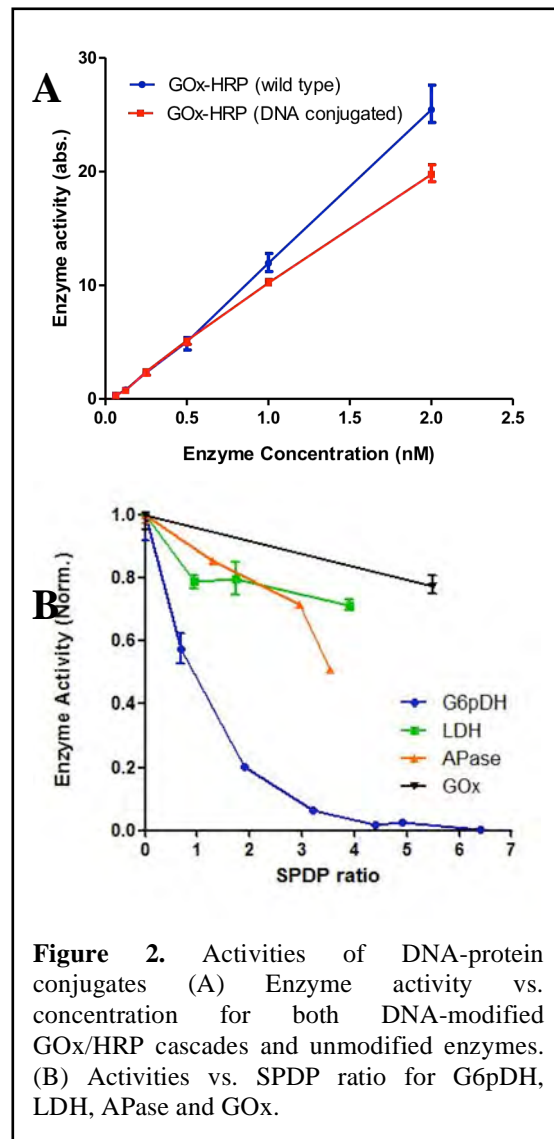 A
30
GOx-HRP (wild type)
GOx-HRP (DNA conjugated)
20
10
0
Enzyme activity (abs.)
0.0 0.5 1.0 1.5 2.0 2.5
Enzyme Concentration (nM)
B
1.0
0.8
0.6
0.4
0.2
0.0
Enzyme Activity (Norm.)
G6pDH
LDH
APase
GOx
0 1 2 3 4 5 6 7
SPDP ratio
Figure 2. Activities of DNA-protein
conjugates (A) Enzyme activity vs.
concentration for both DNA-modified
GOx/HRP cascades and unmodified enzymes.
(B) Activities vs. SPDP ratio for G6pDH,
LDH, APase and GOx.